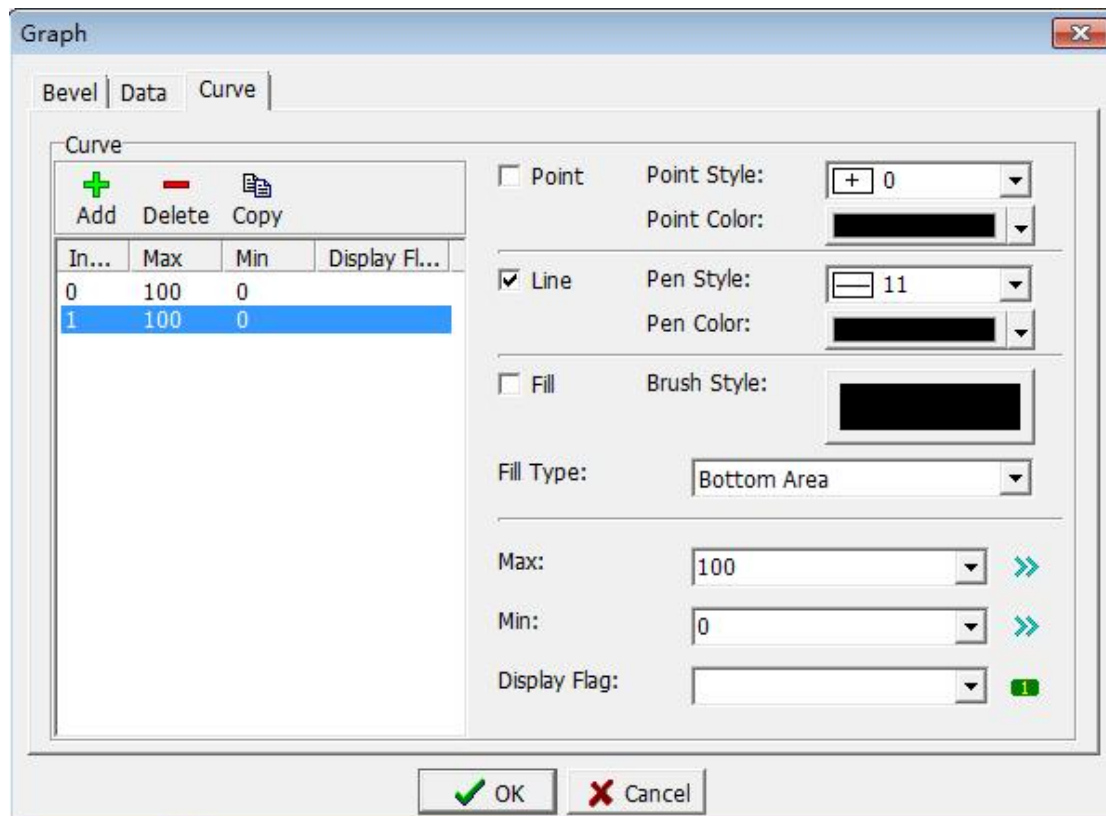 Graph
Bevel Data Curve
Curve
Add Delete Copy
In... Max Min Display Fl...
0 100 0
1 100 0
Point Point Style: + 0
Point Color:
Line Pen Style: 11
Pen Color:
Fill Brush Style:
Fill Type: Bottom Area
Max: 100
Min: 0
Display Flag: 1
OK Cancel